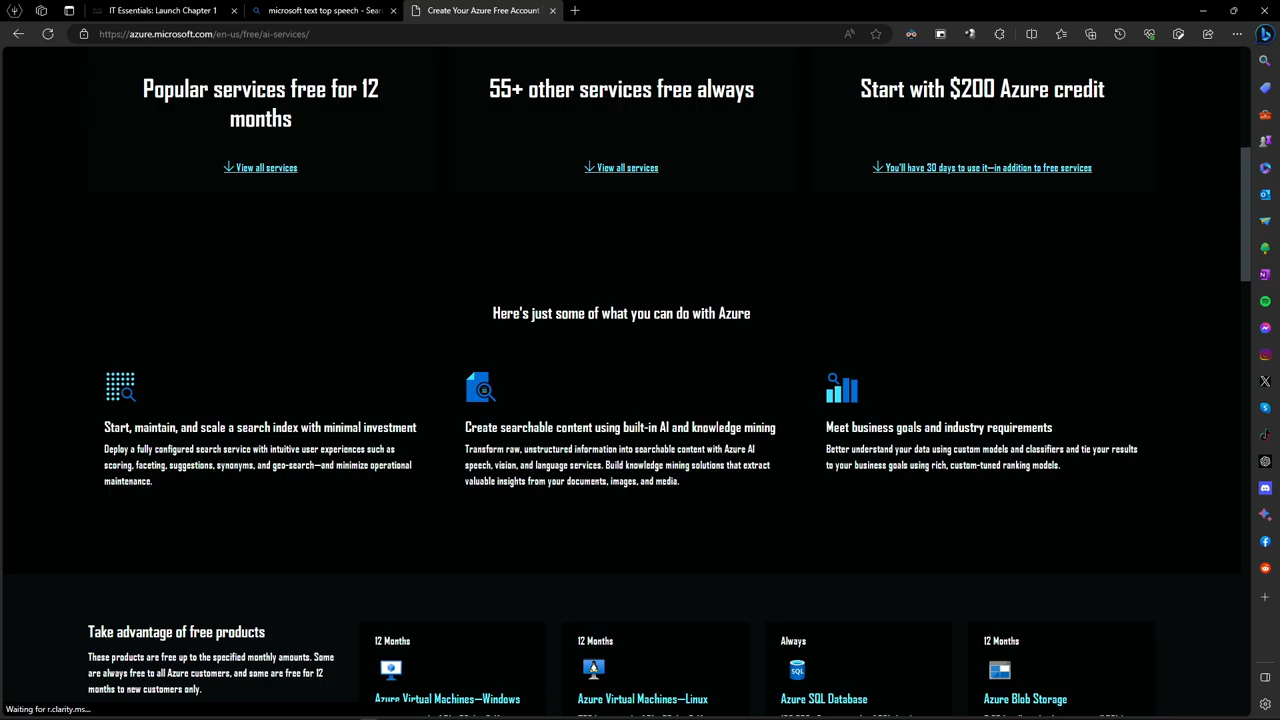 IT Essentials: Launch Chapter 1
microsoft text top speech - Sear
Create Your Azure Free Account
https://azure.microsoft.com/en-us/free/ai-services/
Popular services free for 12
months
View all services
55+ other services free always
View all services
Start with $200 Azure credit
You'll have 30 days to use it—in addition to free services
Here's just some of what you can do with Azure
Start, maintain, and scale a search index with minimal investment
Deploy a fully configured search service with intuitive user experiences such as
scoring, faceting, suggestions, synonyms, and geo-search—and minimize operational
maintenance.
Create searchable content using built-in AI and knowledge mining
Transform raw, unstructured information into searchable content with Azure AI
speech, vision, and language services. Build knowledge mining solutions that extract
valuable insights from your documents, images, and media.
Meet business goals and industry requirements
Better understand your data using custom models and classifiers and tie your results
to your business goals using rich, custom-tuned ranking models.
Take advantage of free products
These products are free up to the specified monthly amounts. Some
are always free to all Azure customers, and some are free for 12
months to new customers only.
12 Months
Azure Virtual Machines—Windows
12 Months
Azure Virtual Machines—Linux
Always
SQL
Azure SQL Database
12 Months
Azure Blob Storage
Waiting for r.clarity.ms...